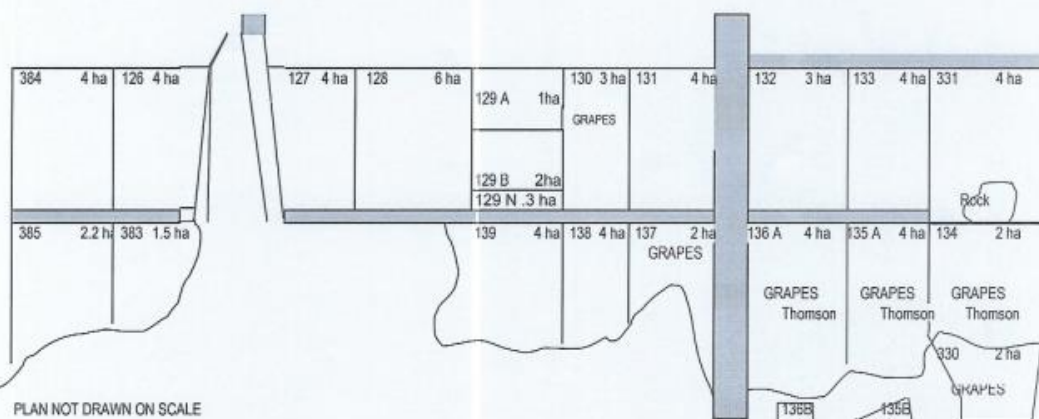 384 4 ha 126 4 ha 127 4 ha 128 6 ha 130 3 ha 131 4 ha 132 3 ha 133 4 ha 331 4 ha
129 A 1ha
GRAPES
129 B 2ha
129 N .3 ha
Rock
385 2.2 ha 383 1.5 ha 139 4 ha 138 4 ha 137 2 ha 136 A 4 ha 135 A 4 ha 134 2 ha
GRAPES
GRAPES GRAPES GRAPES
Thomson Thomson Thomson
330 2 ha
GRAPES
PLAN NOT DRAWN ON SCALE
136B 135B